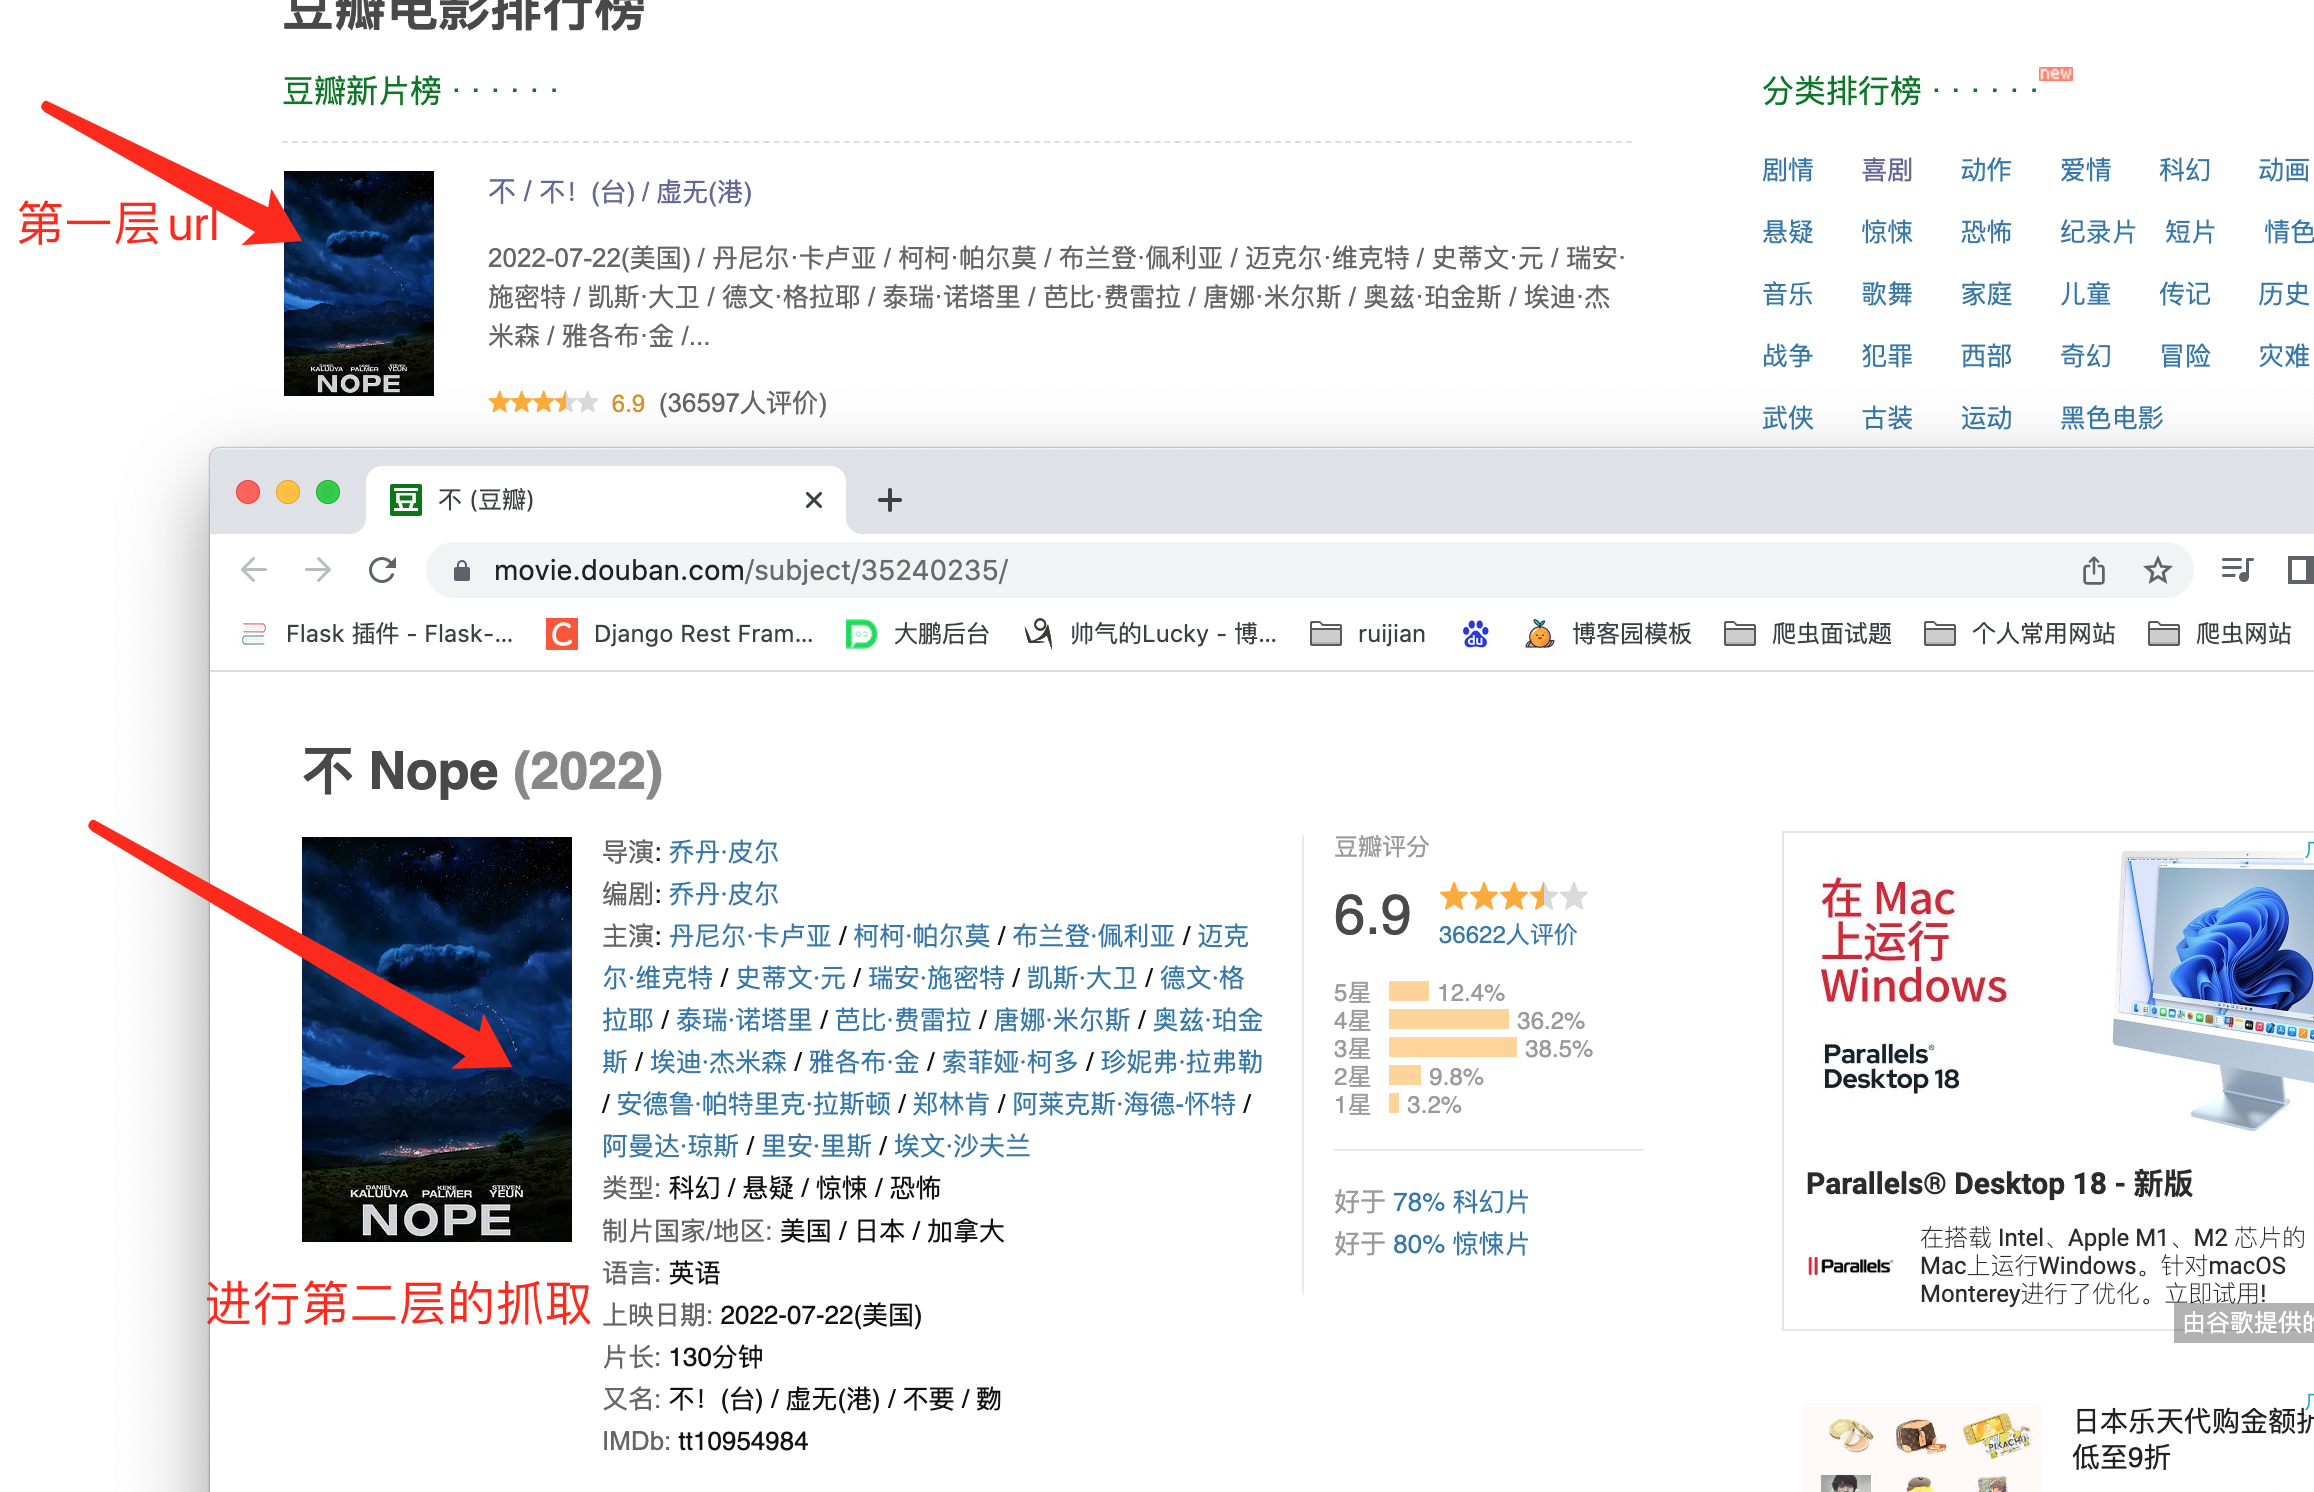 豆瓣电影排行榜
豆瓣新片榜 · · · · · ·
分类排行榜 · · · · · · new
第一层url
不 / 不！(台) / 虚无(港)
2022-07-22(美国) / 丹尼尔·卡卢亚 / 柯柯·帕尔莫 / 布兰登·佩利亚 / 迈克尔·维克特 / 史蒂文·元 / 瑞安·
施密特 / 凯斯·大卫 / 德文·格拉耶 / 泰瑞·诺塔里 / 芭比·费雷拉 / 唐娜·米尔斯 / 奥兹·珀金斯 / 埃迪·杰
米森 / 雅各布·金 /...
6.9 (36597人评价)
KALUUYA PALMER YEUN
NOPE
剧情 喜剧 动作 爱情 科幻 动画
悬疑 惊悚 恐怖 纪录片 短片 情色
音乐 歌舞 家庭 儿童 传记 历史
战争 犯罪 西部 奇幻 冒险 灾难
武侠 古装 运动 黑色电影
豆 不 (豆瓣)
movie.douban.com/subject/35240235/
Flask 插件 - Flask-... C Django Rest Fram... 大鹏后台 帅气的Lucky - 博... ruijian du 博客园模板 爬虫面试题 个人常用网站 爬虫网站
不 Nope (2022)
DANIEL KEKE STEVEN
KALUUYA PALMER YEUN
NOPE
进行第二层的抓取
导演: 乔丹·皮尔
编剧: 乔丹·皮尔
主演: 丹尼尔·卡卢亚 / 柯柯·帕尔莫 / 布兰登·佩利亚 / 迈克
尔·维克特 / 史蒂文·元 / 瑞安·施密特 / 凯斯·大卫 / 德文·格
拉耶 / 泰瑞·诺塔里 / 芭比·费雷拉 / 唐娜·米尔斯 / 奥兹·珀金
斯 / 埃迪·杰米森 / 雅各布·金 / 索菲娅·柯多 / 珍妮弗·拉弗勒
/ 安德鲁·帕特里克·拉斯顿 / 郑林肯 / 阿莱克斯·海德-怀特 /
阿曼达·琼斯 / 里安·里斯 / 埃文·沙夫兰
类型: 科幻 / 悬疑 / 惊悚 / 恐怖
制片国家/地区: 美国 / 日本 / 加拿大
语言: 英语
上映日期: 2022-07-22(美国)
片长: 130分钟
又名: 不！(台) / 虚无(港) / 不要 / 覅
IMDb: tt10954984
豆瓣评分
6.9
36622人评价
5星 12.4%
4星 36.2%
3星 38.5%
2星 9.8%
1星 3.2%
好于 78% 科幻片
好于 80% 惊悚片
在 Mac
上运行
Windows
Parallels®
Desktop 18
Parallels® Desktop 18 - 新版
Parallels®
在搭载 Intel、Apple M1、M2 芯片的
Mac上运行Windows。针对macOS
Monterey进行了优化。立即试用!
由谷歌提供的
PIKACHU
日本乐天代购金额折
低至9折